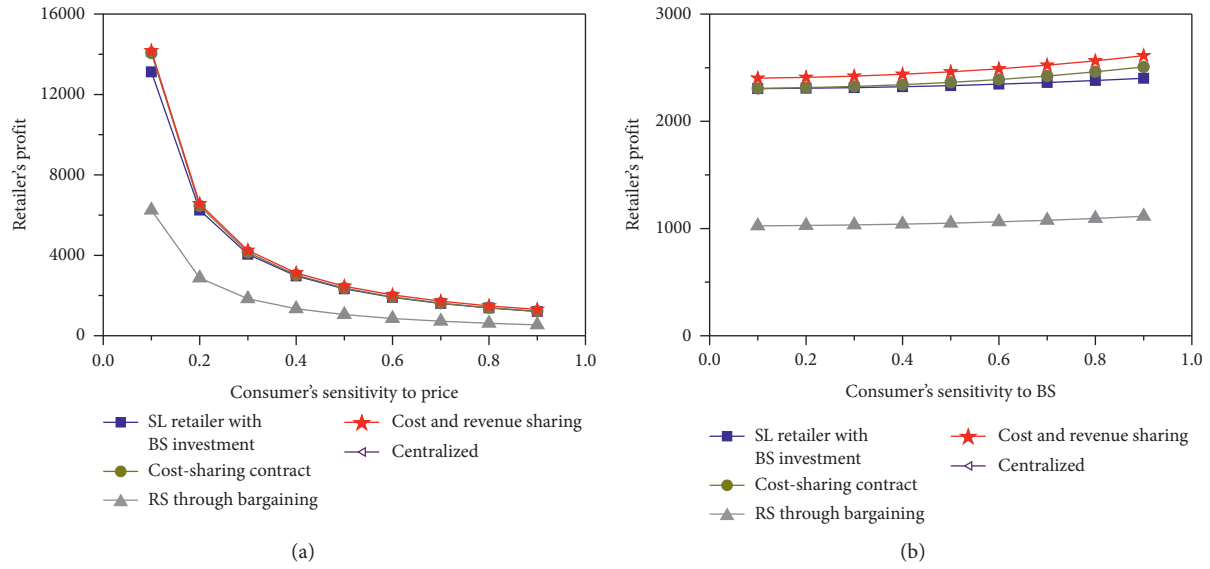 16000
12000
8000
4000
0
Retailer's profit
0.0 0.2 0.4 0.6 0.8 1.0
Consumer's sensitivity to price
SL retailer with
BS investment
Cost-sharing contract
RS through bargaining
Cost and revenue sharing
Centralized
(a)
3000
2000
1000
0
Retailer's profit
0.0 0.2 0.4 0.6 0.8 1.0
Consumer's sensitivity to BS
SL retailer with
BS investment
Cost-sharing contract
RS through bargaining
Cost and revenue sharing
Centralized
(b)